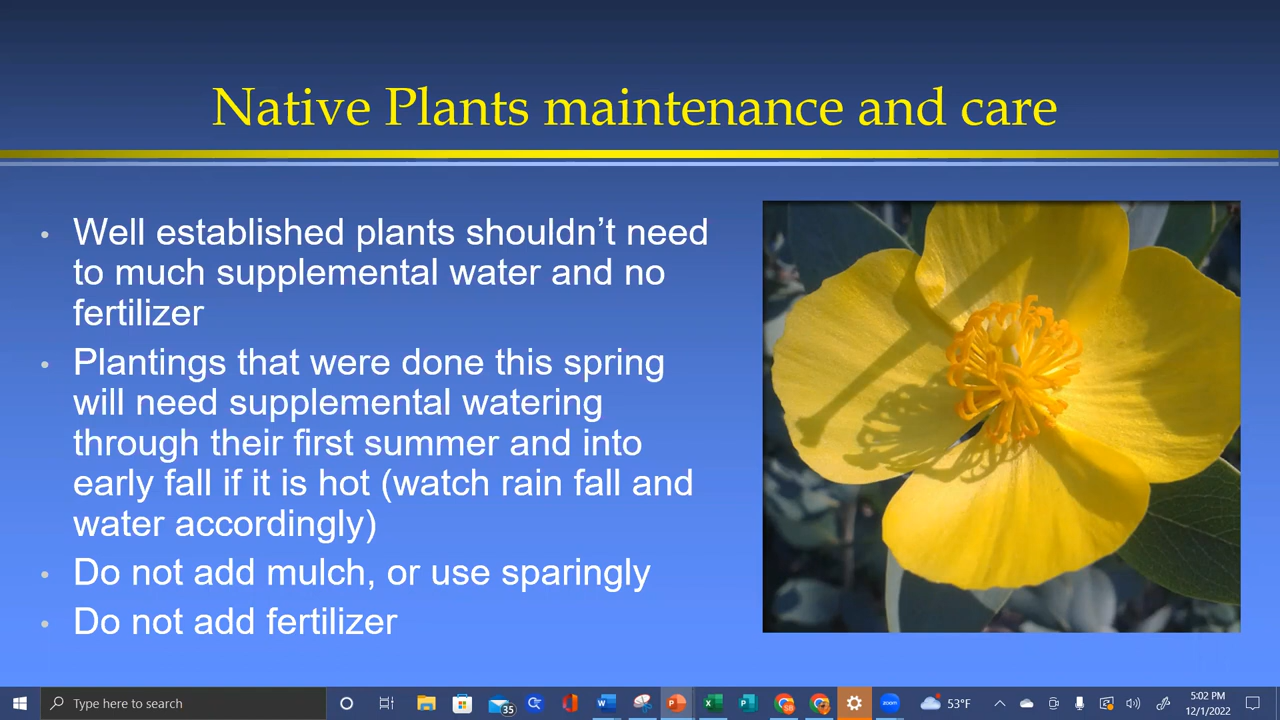 Native Plants maintenance and care
• Well established plants shouldn't need
to much supplemental water and no
fertilizer
• Plantings that were done this spring
will need supplemental watering
through their first summer and into
early fall if it is hot (watch rain fall and
water accordingly)
• Do not add mulch, or use sparingly
• Do not add fertilizer
Type here to search
35
SB
zoom
53°F
5:02 PM
12/1/2022